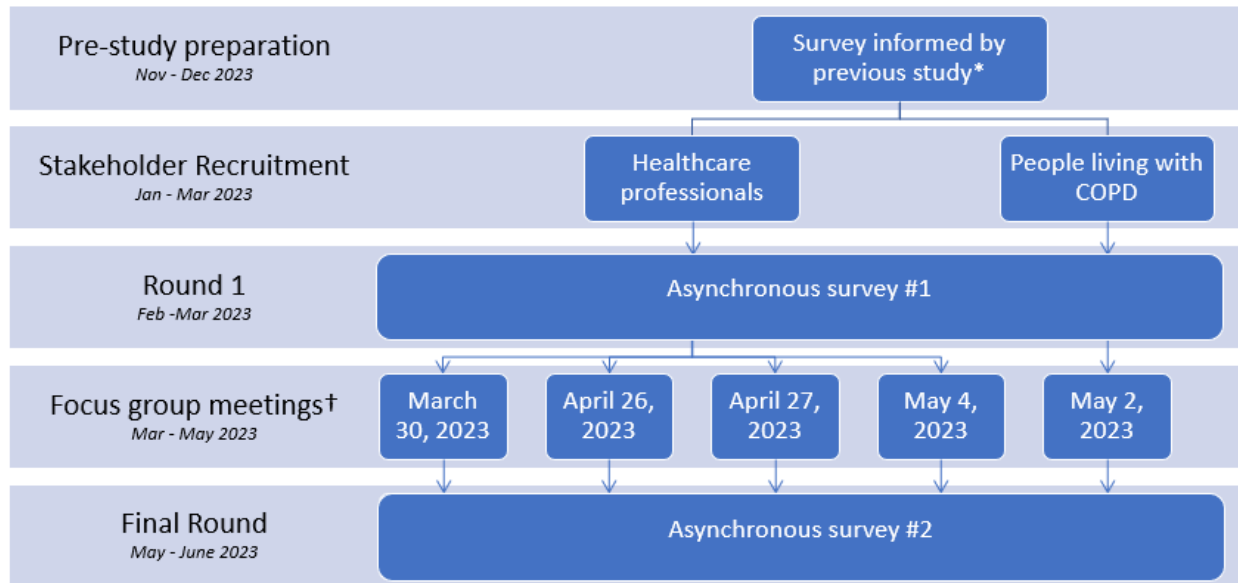 Pre-study preparation
Nov - Dec 2023
Survey informed by
previous study*
Stakeholder Recruitment
Jan - Mar 2023
Healthcare
professionals
People living with
COPD
Round 1
Feb -Mar 2023
Asynchronous survey #1
Focus group meetings†
Mar - May 2023
March
30, 2023
April 26,
2023
April 27,
2023
May 4,
2023
May 2,
2023
Final Round
May - June 2023
Asynchronous survey #2